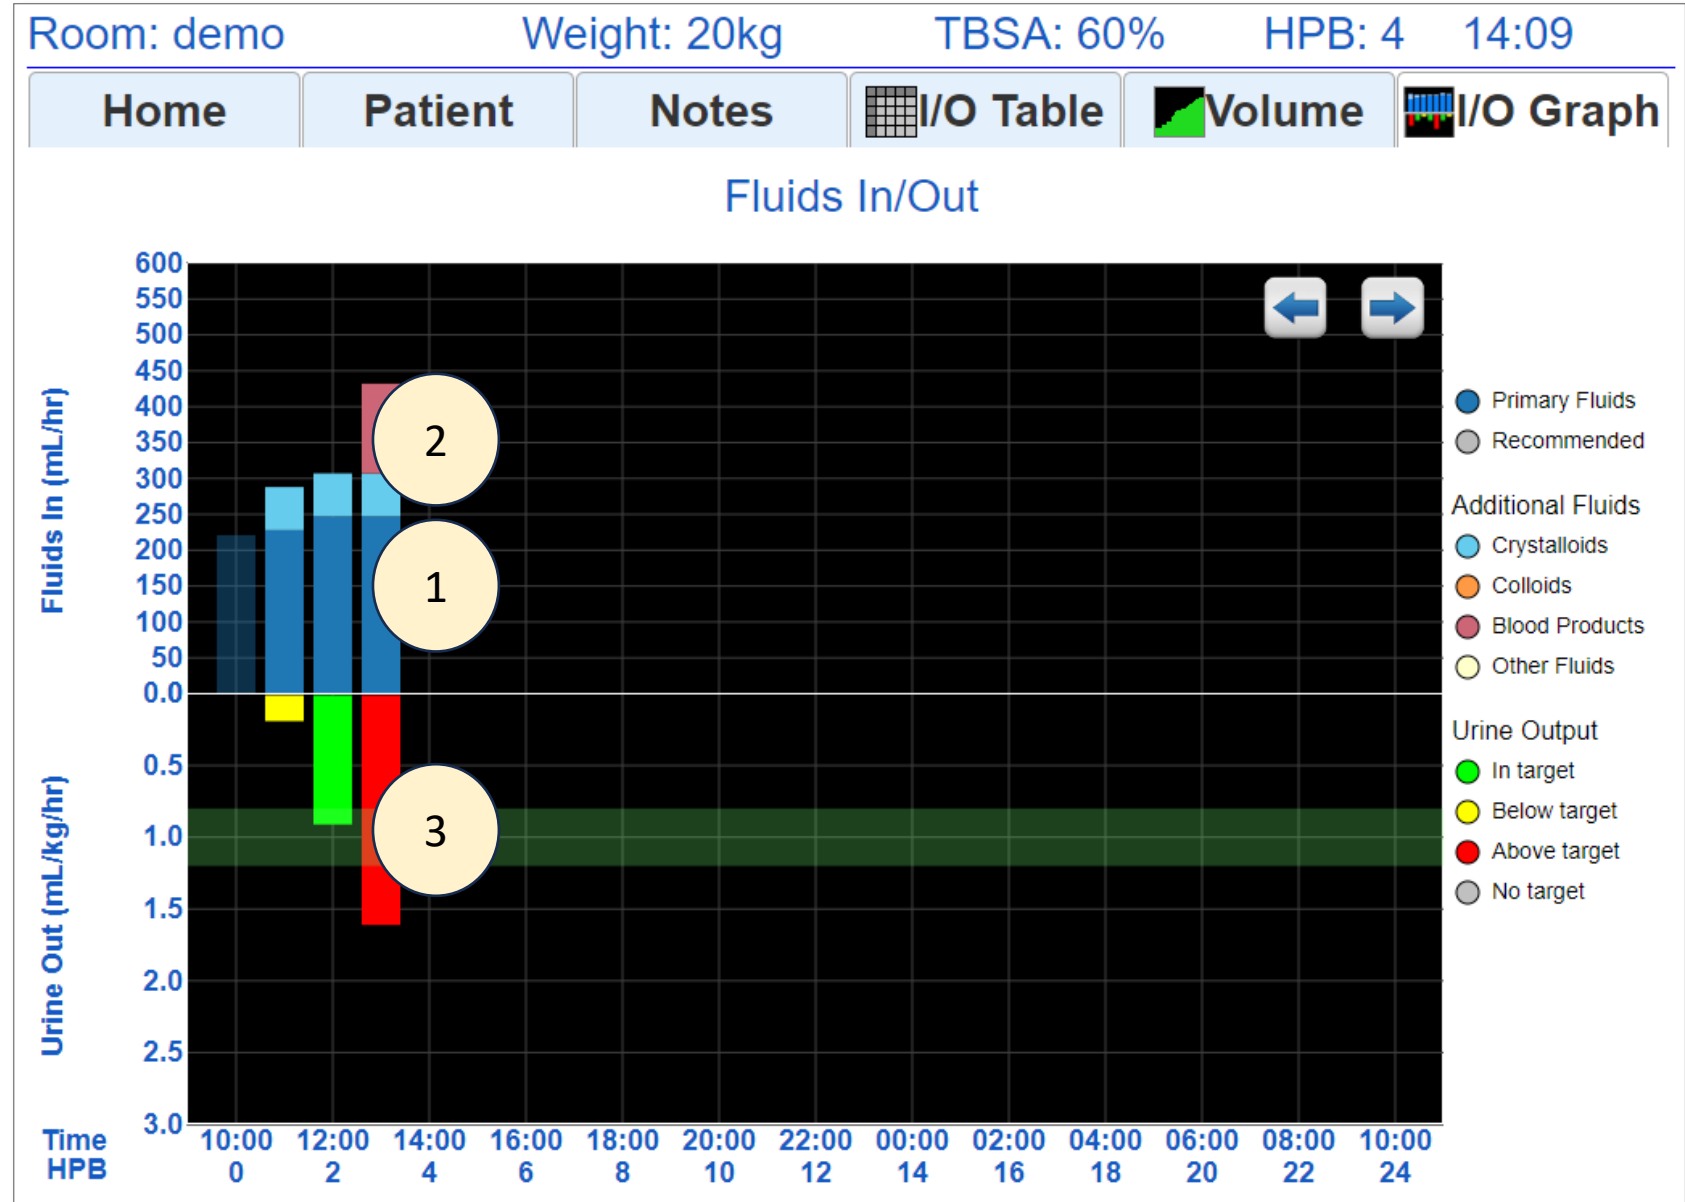 Room: demo Weight: 20kg TBSA: 60% HPB: 4 14:09
Home Patient Notes I/O Table Volume I/O Graph
Fluids In/Out
Fluids In (mL/hr)
600
550
500
450
400
350
300
250
200
150
100
50
0.0
2
1
Urine Out (mL/kg/hr)
0.5
1.0
1.5
2.0
2.5
3.0
3
Primary Fluids
Recommended
Additional Fluids
Crystalloids
Colloids
Blood Products
Other Fluids
Urine Output
In target
Below target
Above target
No target
Time 10:00 12:00 14:00 16:00 18:00 20:00 22:00 00:00 02:00 04:00 06:00 08:00 10:00
HPB 0 2 4 6 8 10 12 14 16 18 20 22 24